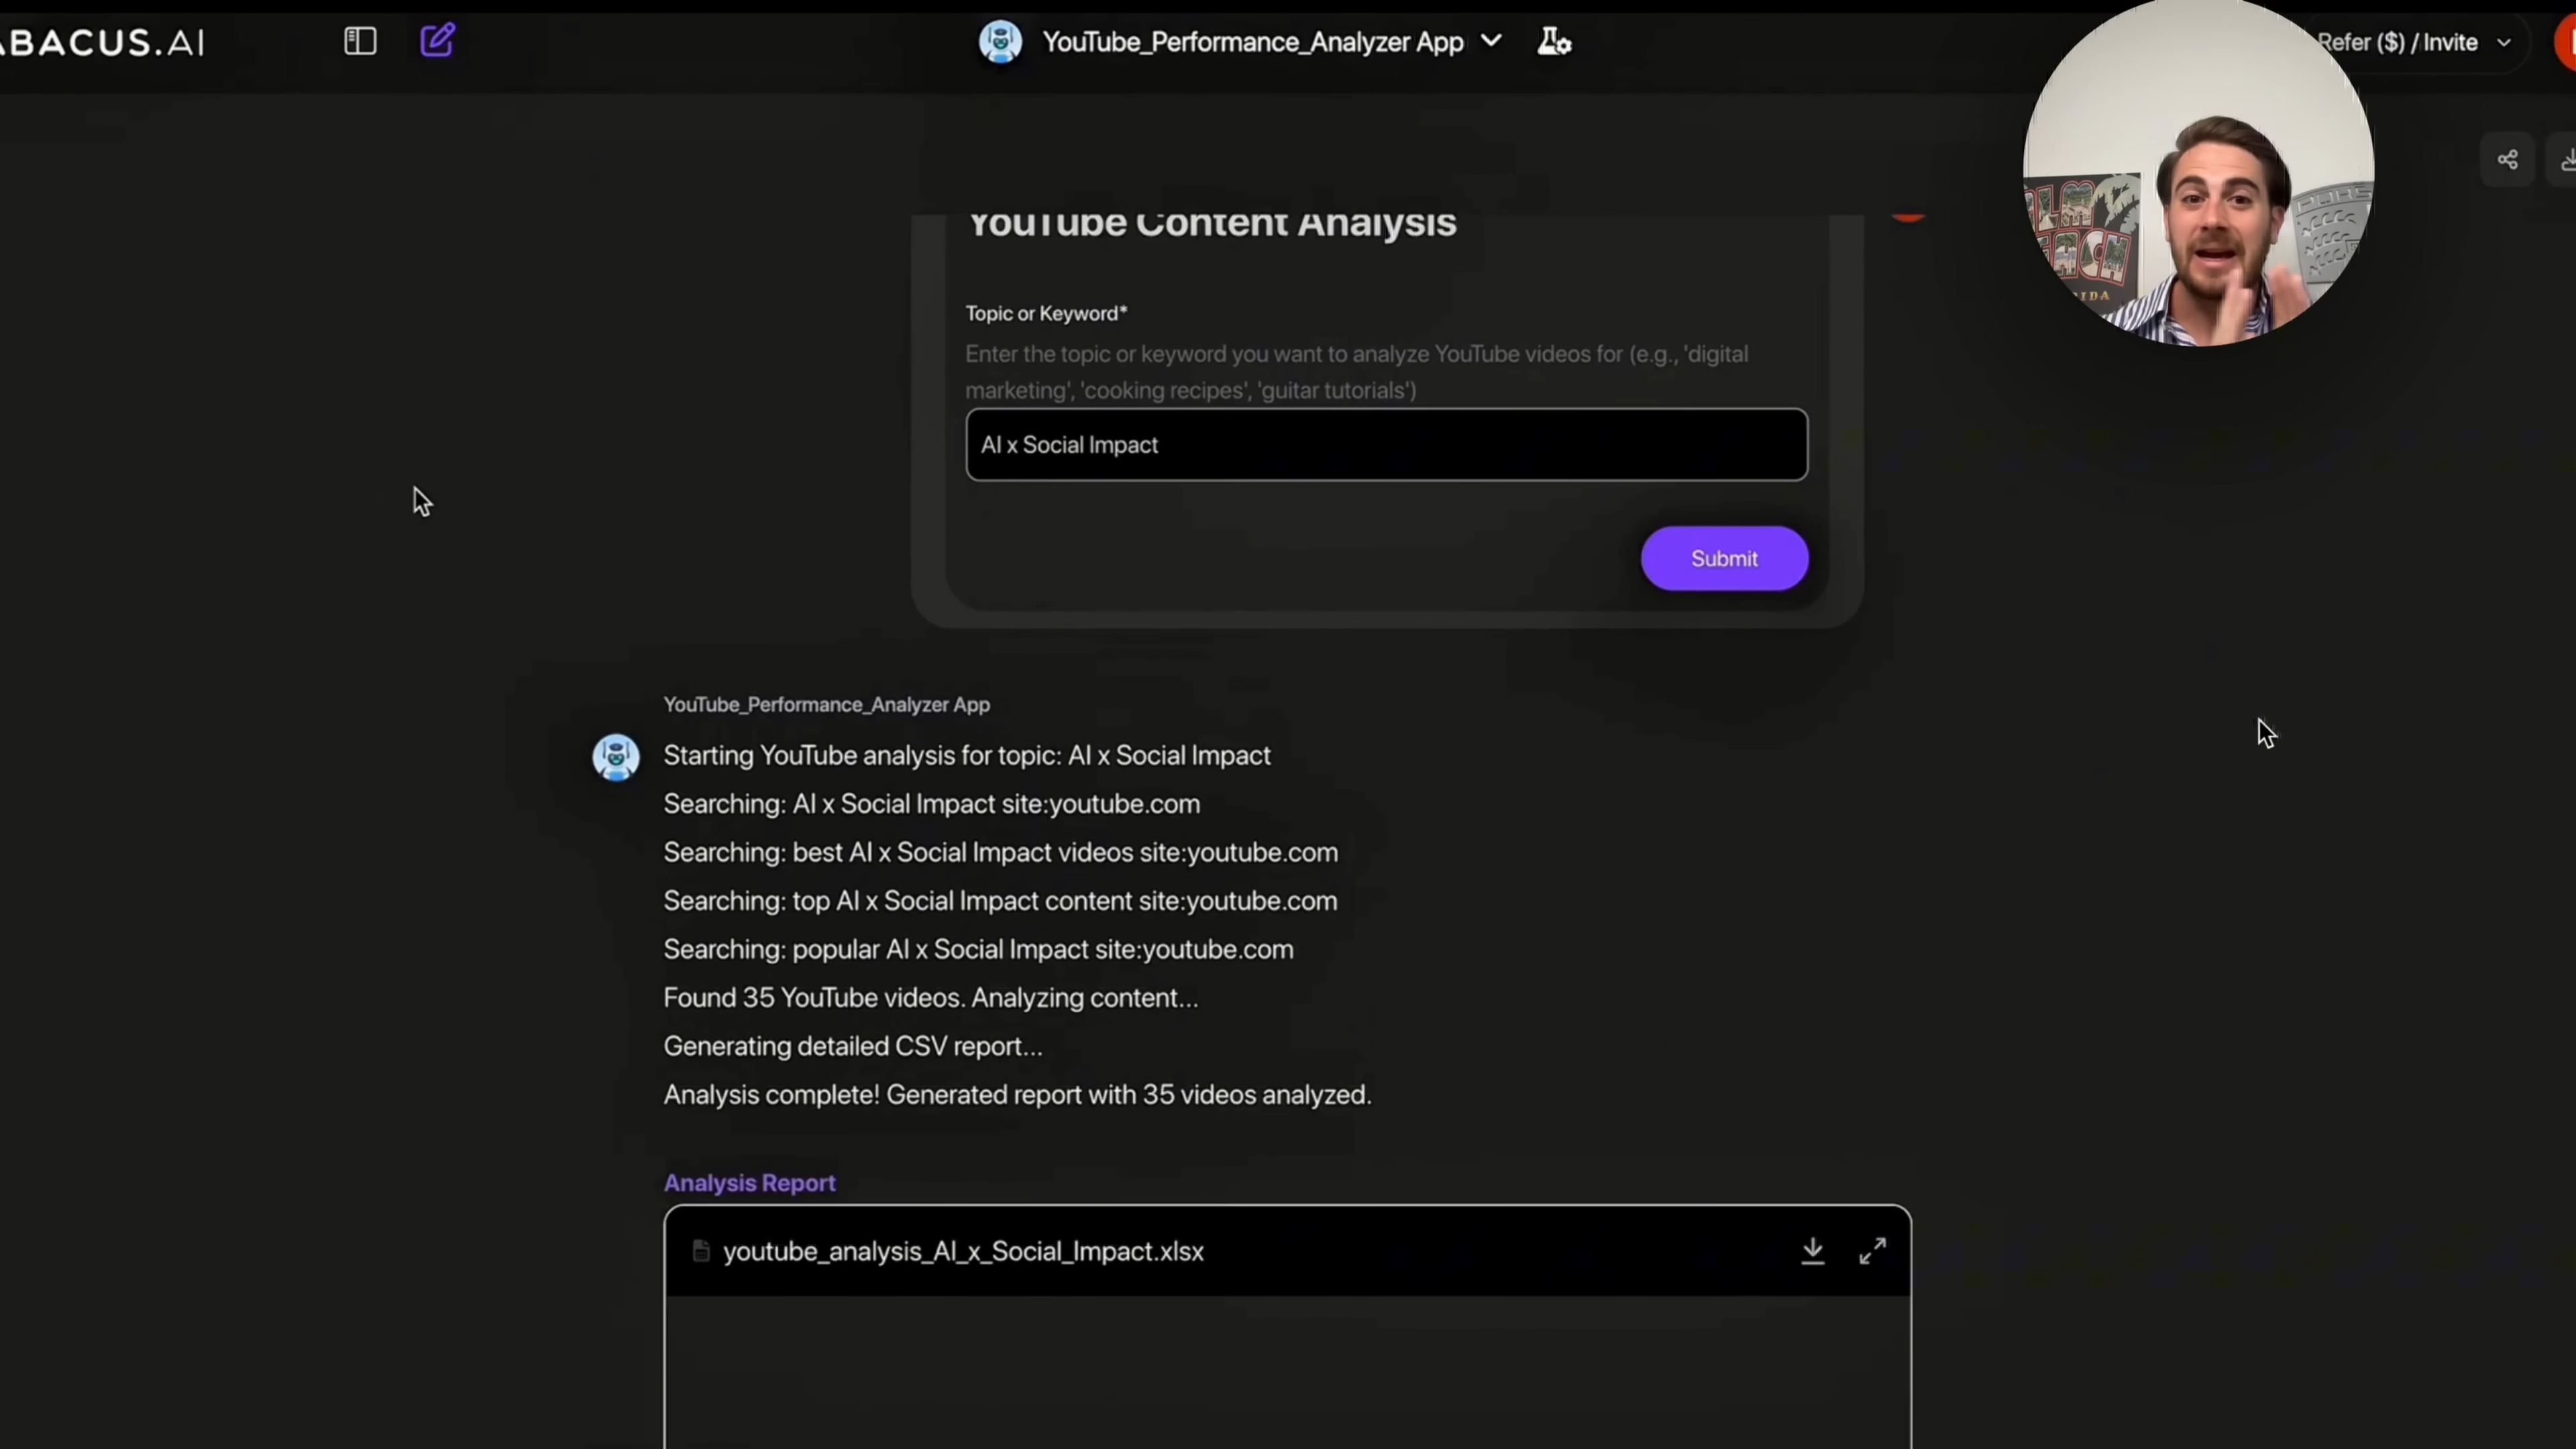 ABACUS.AI
YouTube_Performance_Analyzer App
Refer ($) / Invite
YouTube Content Analysis
Topic or Keyword*
Enter the topic or keyword you want to analyze YouTube videos for (e.g., 'digital
marketing', 'cooking recipes', 'guitar tutorials')
AI x Social Impact
Submit
YouTube_Performance_Analyzer App
Starting YouTube analysis for topic: AI x Social Impact
Searching: AI x Social Impact site:youtube.com
Searching: best AI x Social Impact videos site:youtube.com
Searching: top AI x Social Impact content site:youtube.com
Searching: popular AI x Social Impact site:youtube.com
Found 35 YouTube videos. Analyzing content...
Generating detailed CSV report...
Analysis complete! Generated report with 35 videos analyzed.
Analysis Report
youtube_analysis_AI_x_Social_Impact.xlsx